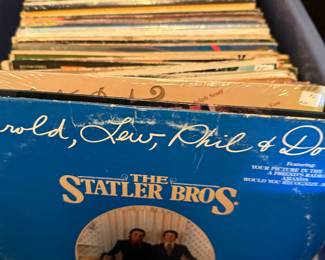 rold, Lew, Phil & Do
THE
STATLER BROS.
Featuring:
YOUR PICTURE IN THE
A FRIEND'S RADIO
AMANDA
WOULD YOU RECOGNIZE